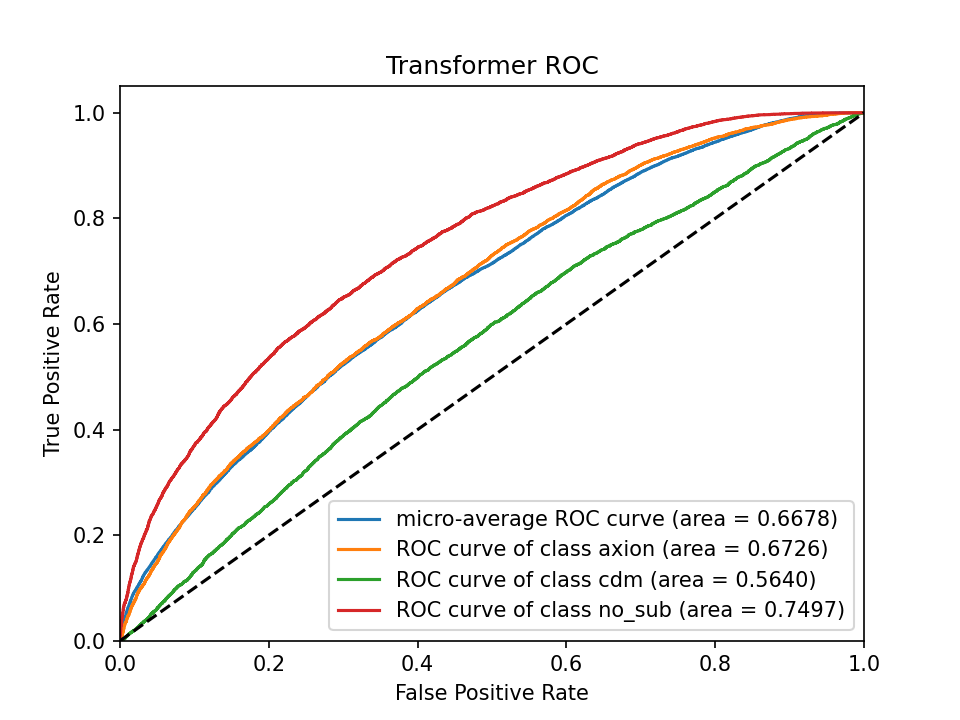 Transformer ROC
True Positive Rate
1.0
0.8
0.6
0.4
0.2
0.0
micro-average ROC curve (area = 0.6678)
ROC curve of class axion (area = 0.6726)
ROC curve of class cdm (area = 0.5640)
ROC curve of class no_sub (area = 0.7497)
0.0 0.2 0.4 0.6 0.8 1.0
False Positive Rate